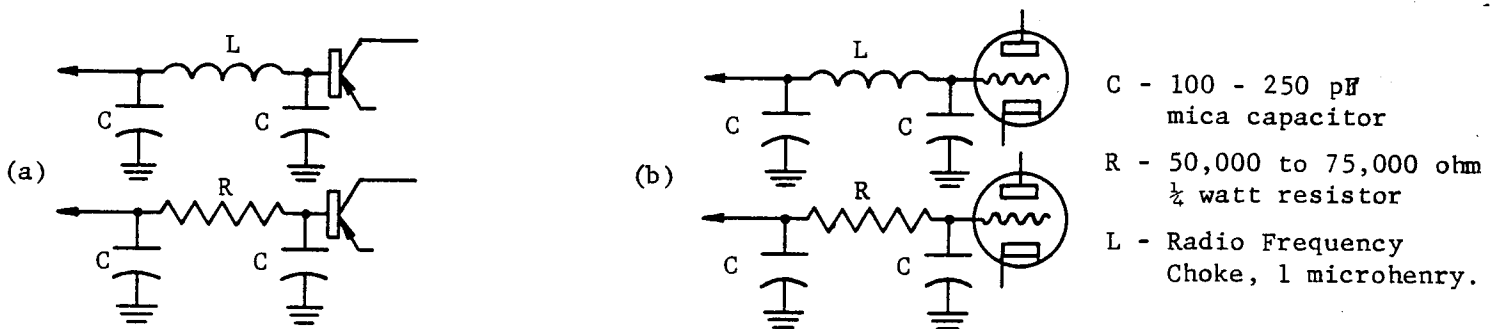 L
C
C
(a)
R
C
C
L
C
C
(b)
R
C
C
C - 100 - 250 pF
mica capacitor
R - 50,000 to 75,000 ohm
¼ watt resistor
L - Radio Frequency
Choke, 1 microhenry.